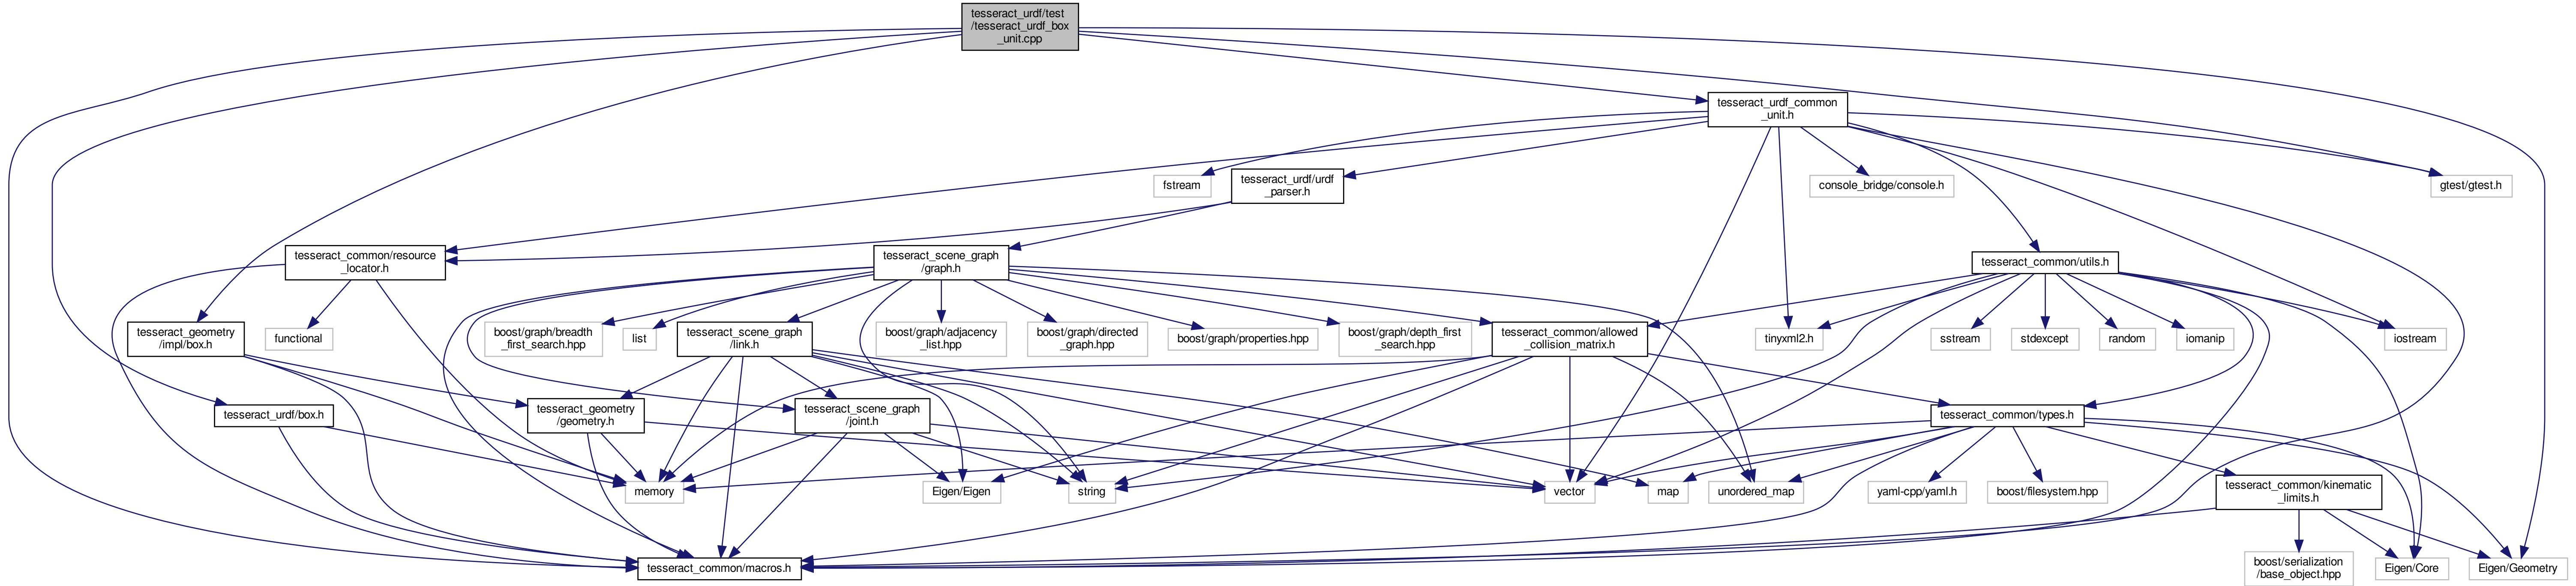 tesseract_urdf/test
/tesseract_urdf_box
_unit.cpp
tesseract_urdf_common
_unit.h
fstream
tesseract_urdf/urdf
_parser.h
console_bridge/console.h
gtest/gtest.h
tesseract_common/resource
_locator.h
tesseract_scene_graph
/graph.h
tesseract_common/utils.h
tesseract_geometry
/impl/box.h
functional
boost/graph/breadth
_first_search.hpp
list
tesseract_scene_graph
/link.h
boost/graph/adjacency
_list.hpp
boost/graph/directed
_graph.hpp
boost/graph/properties.hpp
boost/graph/depth_first
_search.hpp
tesseract_common/allowed
_collision_matrix.h
tinyxml2.h
sstream
stdexcept
random
iomanip
iostream
tesseract_urdf/box.h
tesseract_geometry
/geometry.h
tesseract_scene_graph
/joint.h
tesseract_common/types.h
memory
Eigen/Eigen
string
vector
map
unordered_map
yaml-cpp/yaml.h
boost/filesystem.hpp
tesseract_common/kinematic
_limits.h
tesseract_common/macros.h
boost/serialization
/base_object.hpp
Eigen/Core
Eigen/Geometry